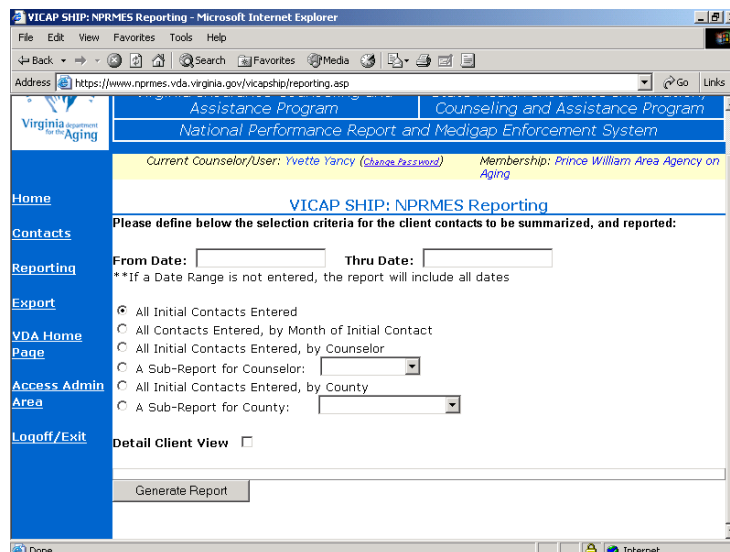 VICAP SHIP: NPRMES Reporting - Microsoft Internet Explorer
File Edit View Favorites Tools Help
Back Search Favorites Media
Address https://www.nprmes.vda.virginia.gov/vicapship/reporting.asp Go Links
Virginia department for the Aging
Assistance Program
Counseling and Assistance Program
National Performance Report and Medigap Enforcement System
Current Counselor/User: Yvette Yancy (Change Password) Membership: Prince William Area Agency on
Aging
Home
Contacts
Reporting
Export
VDA Home
Page
Access Admin
Area
Logoff/Exit
VICAP SHIP: NPRMES Reporting
Please define below the selection criteria for the client contacts to be summarized, and reported:
From Date: Thru Date:
**If a Date Range is not entered, the report will include all dates
All Initial Contacts Entered
All Contacts Entered, by Month of Initial Contact
All Initial Contacts Entered, by Counselor
A Sub-Report for Counselor:
All Initial Contacts Entered, by County
A Sub-Report for County:
Detail Client View
Generate Report
Done Internet